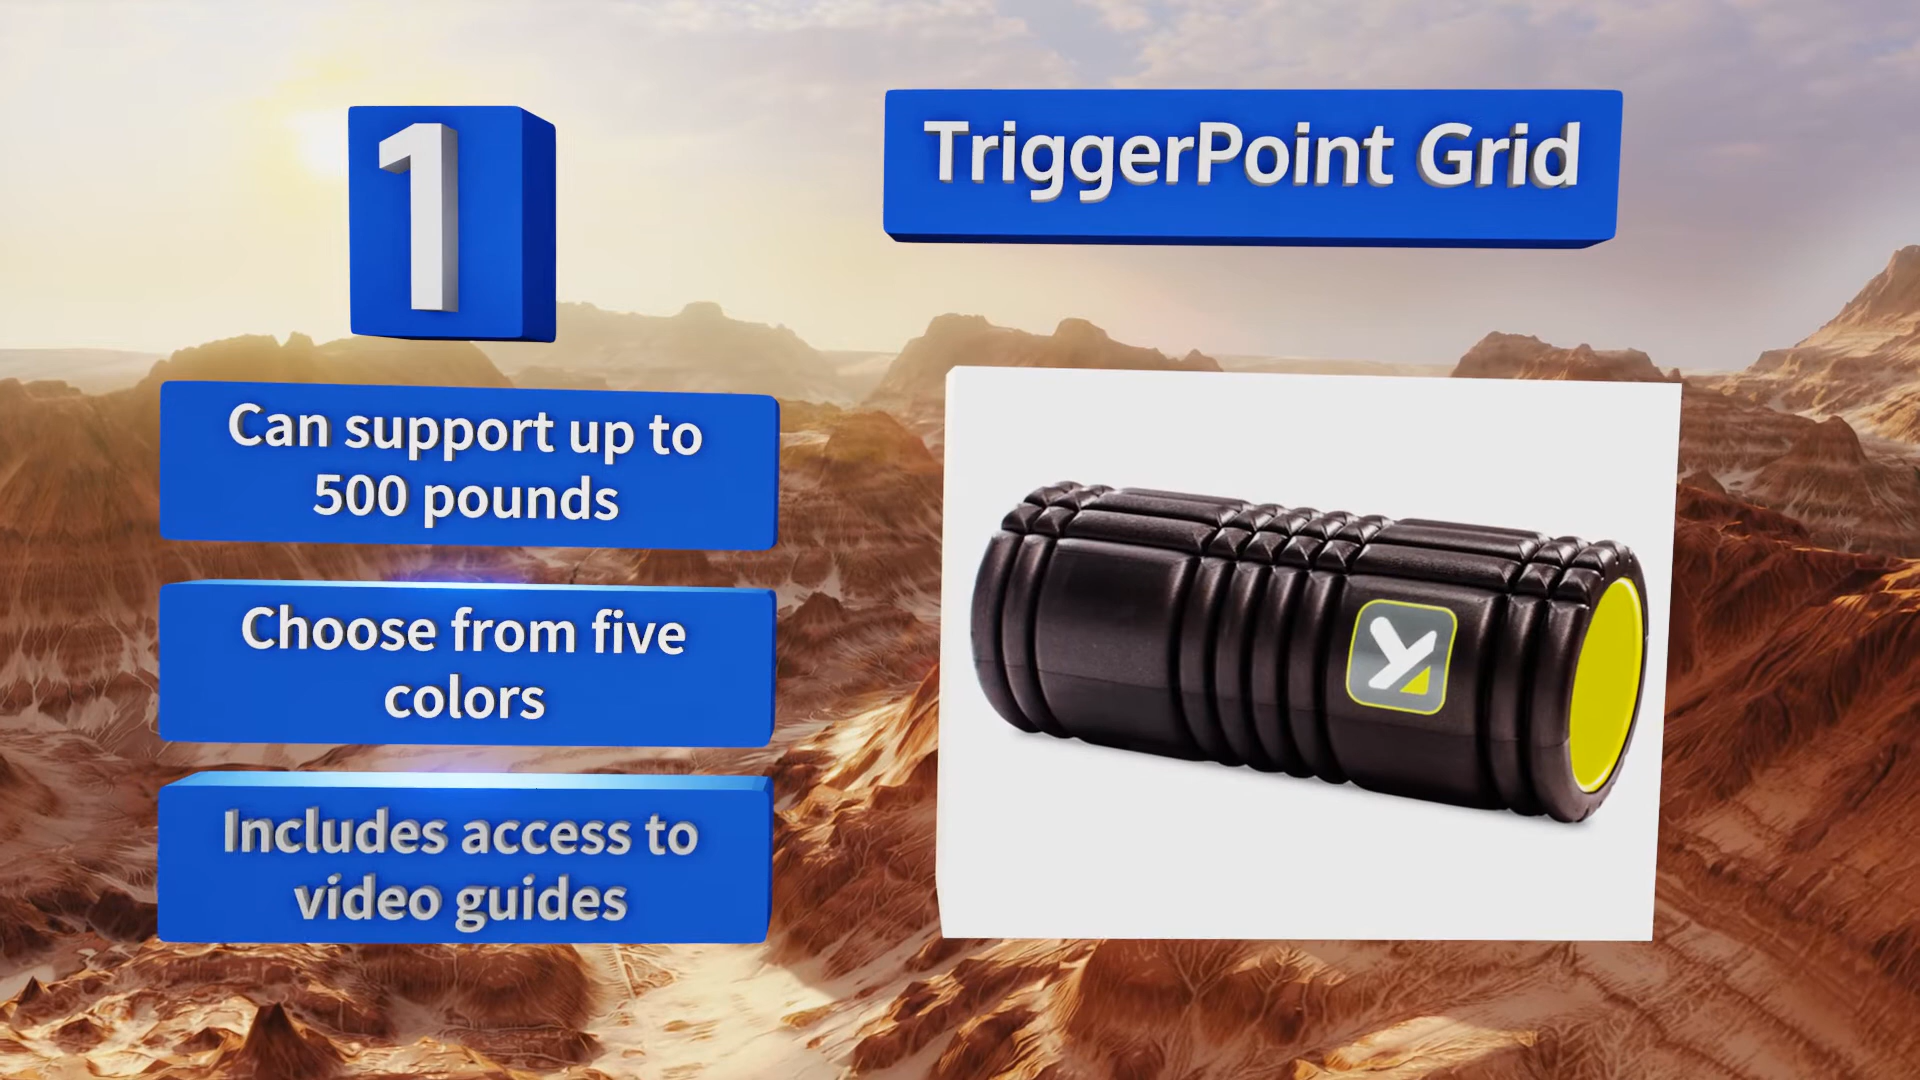 1
TriggerPoint Grid
Can support up to
500 pounds
Choose from five
colors
Includes access to
video guides